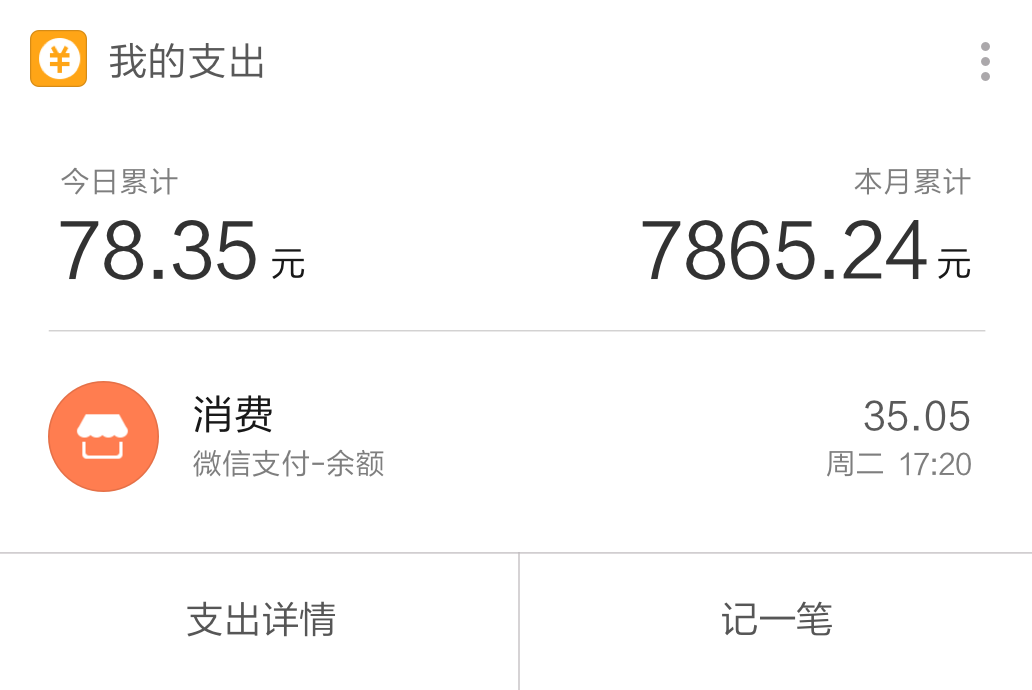 我的支出
今日累计 本月累计
78.35 元 7865.24 元
消费 35.05
微信支付-余额 周二 17:20
支出详情 记一笔